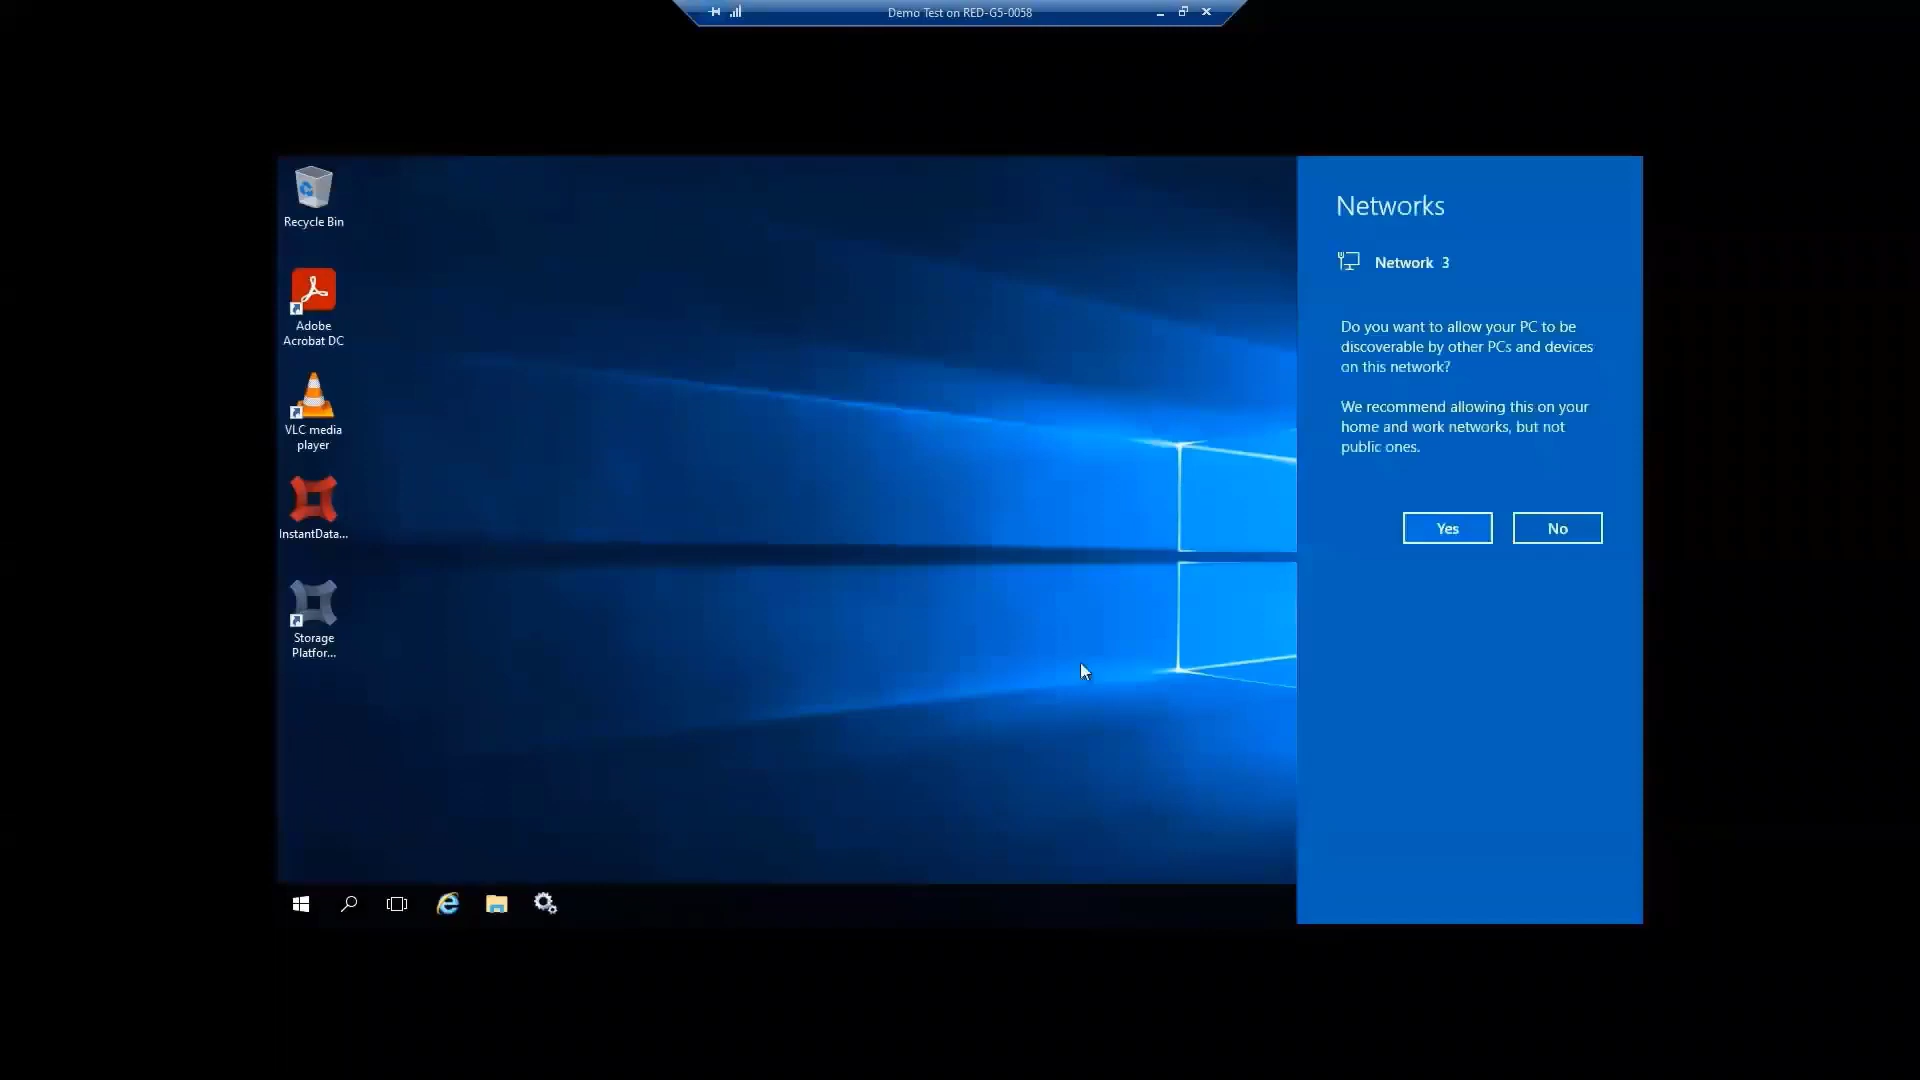 Demo Test on RED-G5-0058
Recycle Bin
Adobe
Acrobat DC
VLC media
player
InstantData...
Storage
Platfor...
Networks
Network 3
Do you want to allow your PC to be
discoverable by other PCs and devices
on this network?
We recommend allowing this on your
home and work networks, but not
public ones.
Yes
No